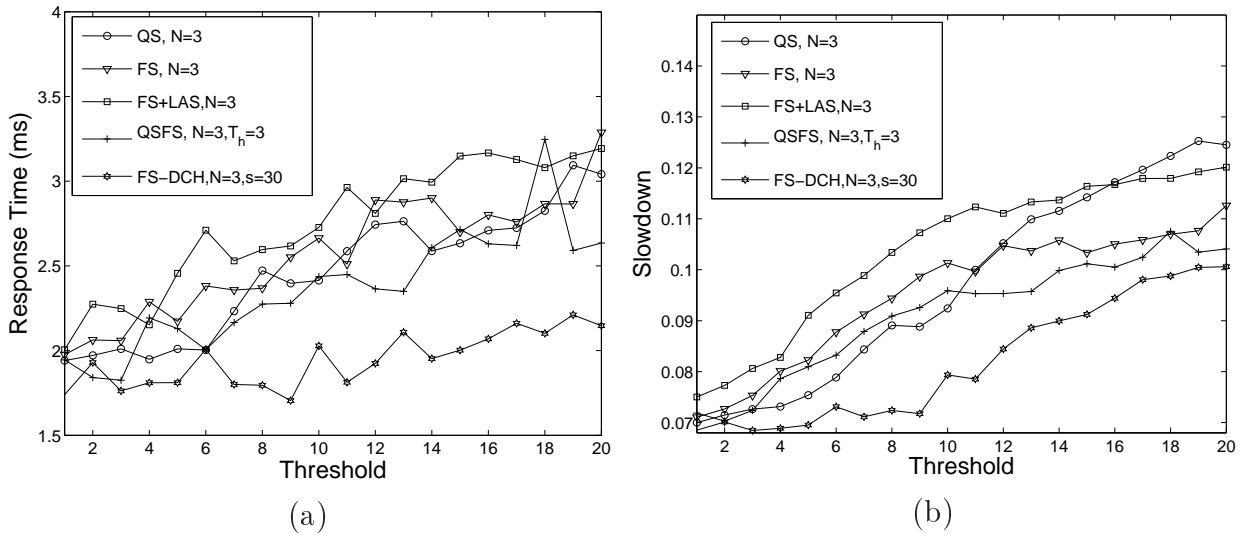 4
3.5
3
2.5
2
1.5
Response Time (ms)
QS, N=3
FS, N=3
FS+LAS,N=3
QSFS, N=3,T_h=3
FS−DCH,N=3,s=30
2 4 6 8 10 12 14 16 18 20
Threshold
(a)
0.14
0.13
0.12
0.11
0.1
0.09
0.08
0.07
Slowdown
QS, N=3
FS, N=3
FS+LAS,N=3
QSFS, N=3,T_h=3
FS−DCH,N=3,s=30
2 4 6 8 10 12 14 16 18 20
Threshold
(b)